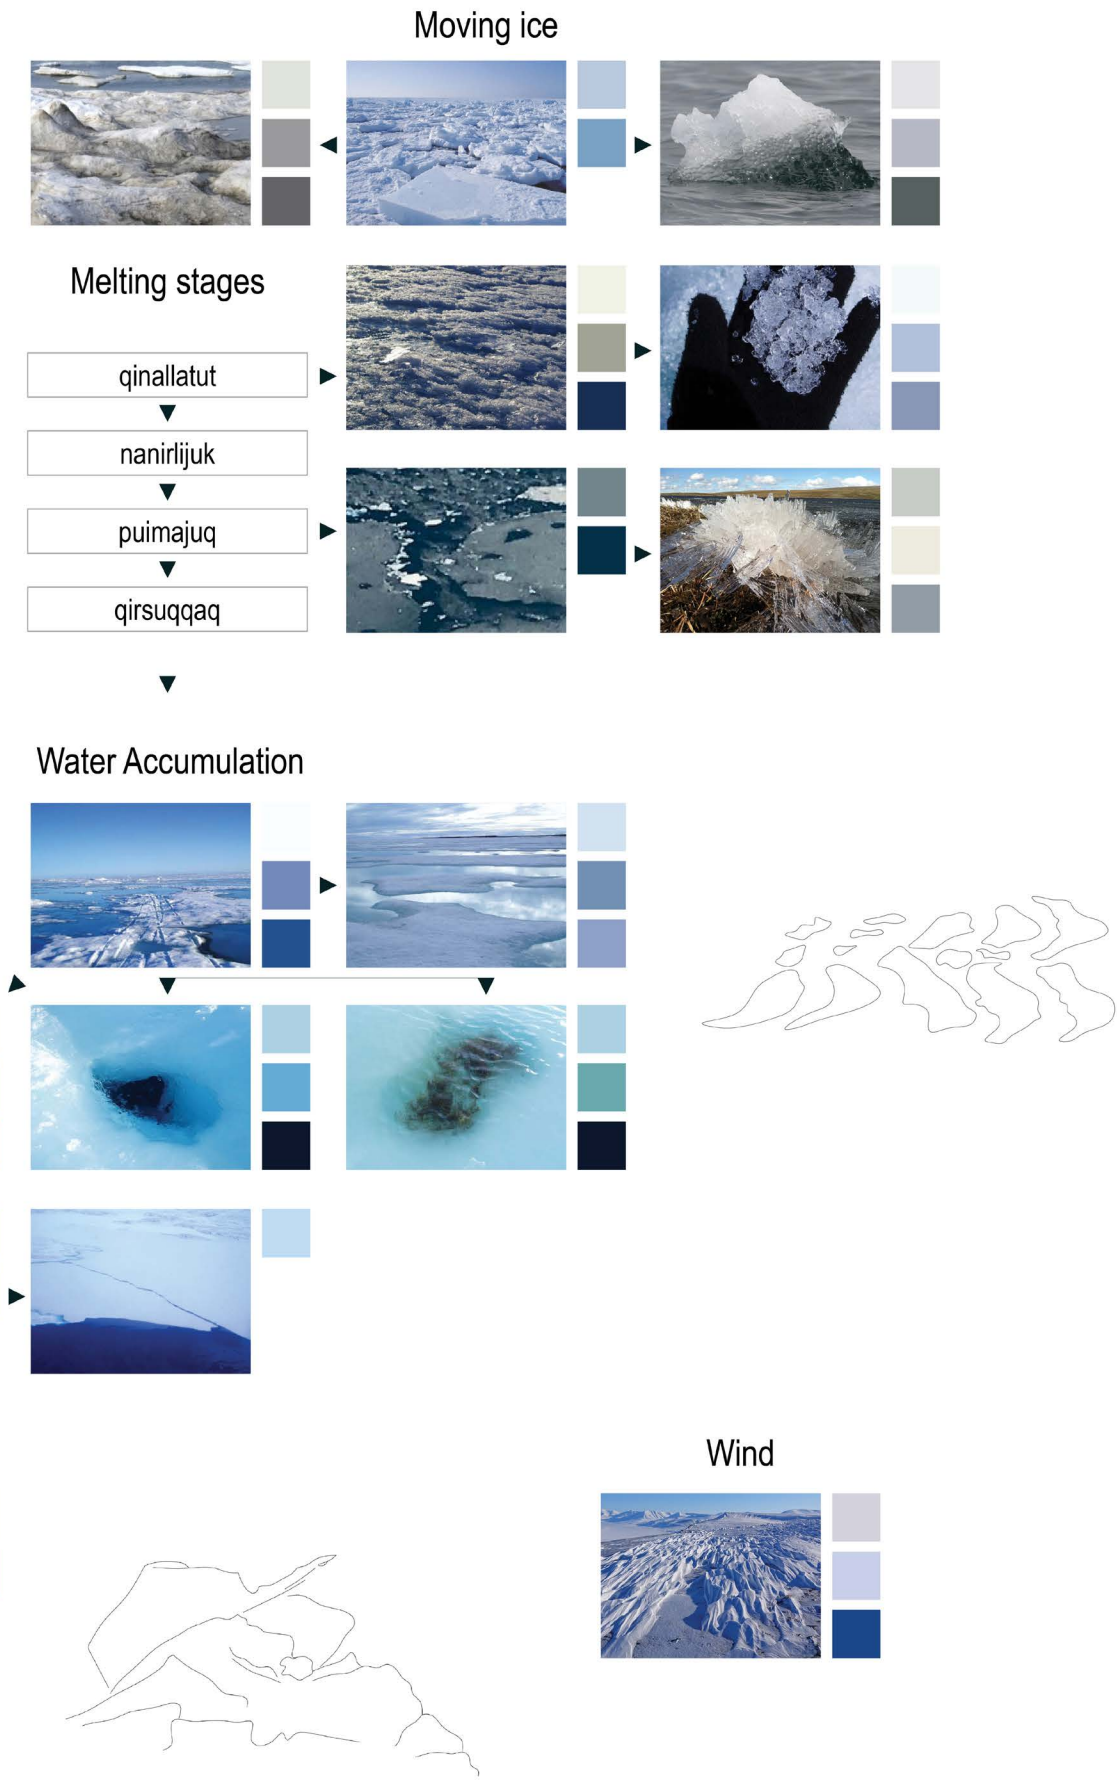 Moving ice
Melting stages
qinallatut
nanirlijuk
puimajuq
qirsuqqaq
Water Accumulation
Wind